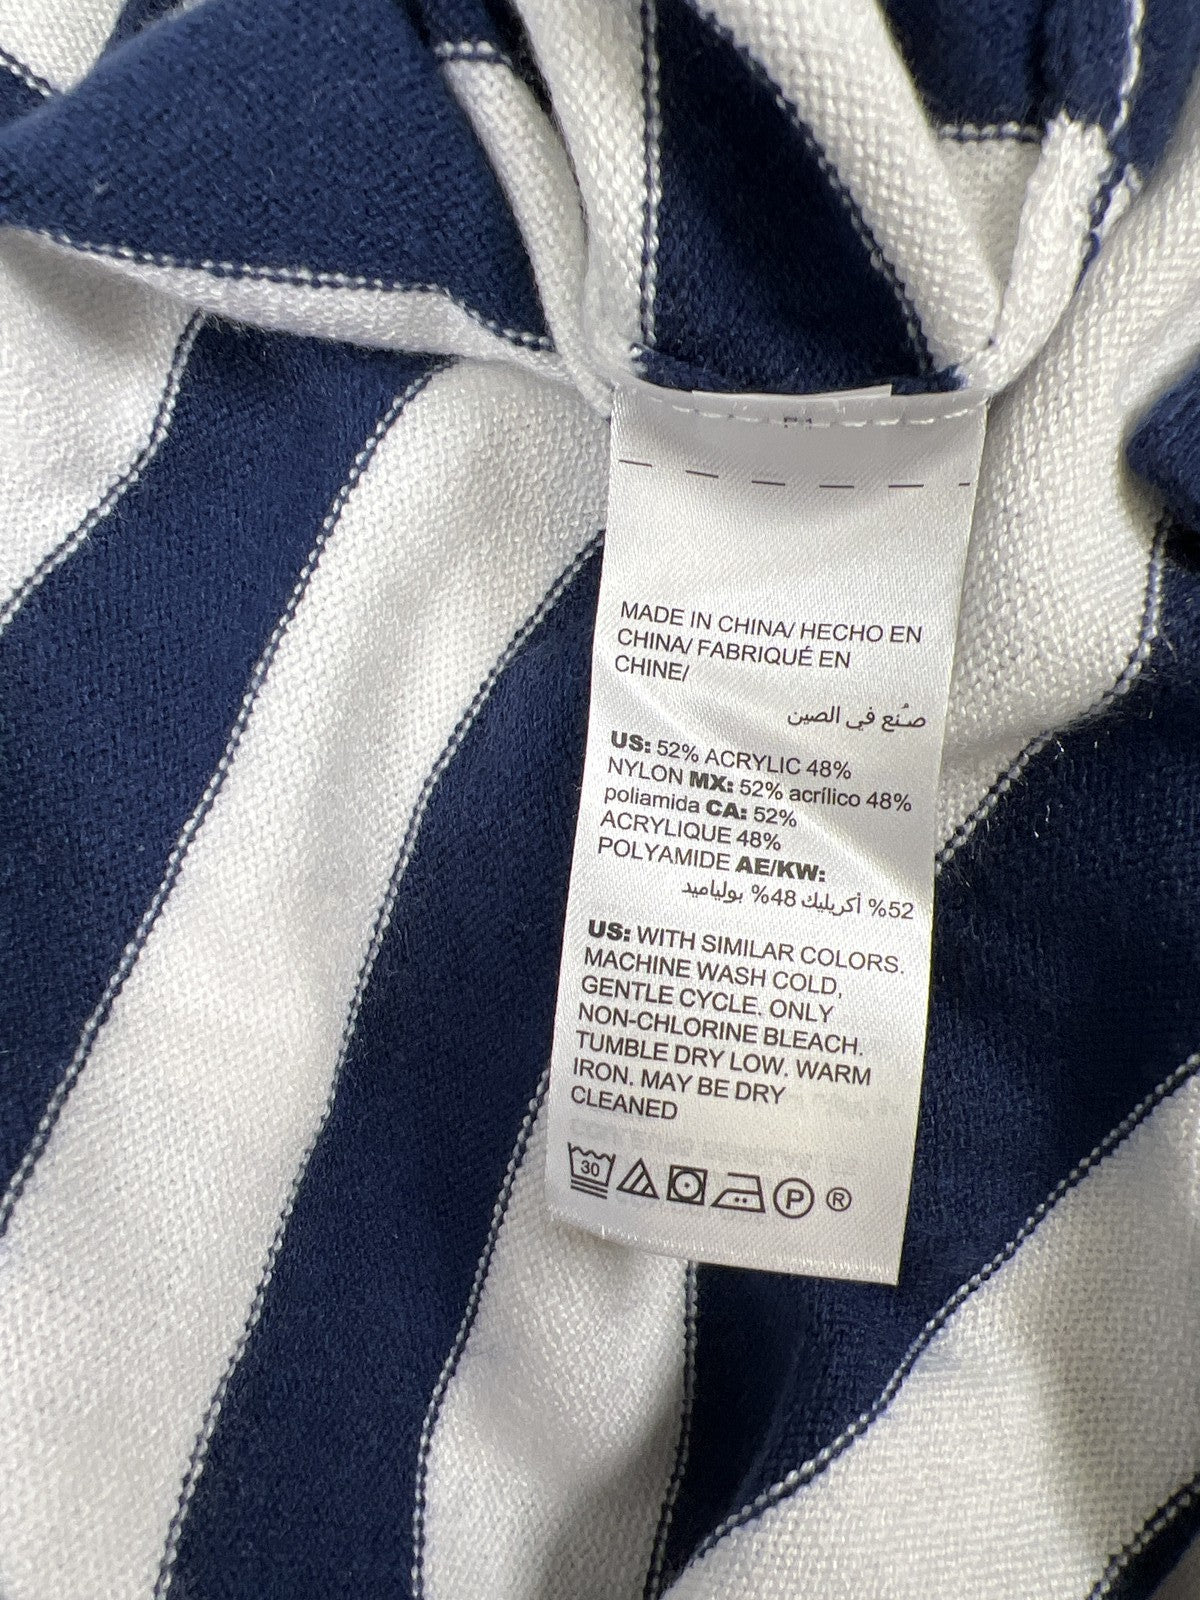 MADE IN CHINA/ HECHO EN
CHINA/ FABRIQUÉ EN
CHINE/
صُنع في الصين
US: 52% ACRYLIC 48%
NYLON MX: 52% acrílico 48%
poliamida CA: 52%
ACRYLIQUE 48%
POLYAMIDE AE/KW:
52% أكريليك 48% بولياميد
US: WITH SIMILAR COLORS.
MACHINE WASH COLD,
GENTLE CYCLE. ONLY
NON-CHLORINE BLEACH.
TUMBLE DRY LOW. WARM
IRON. MAY BE DRY
CLEANED
30 P ®